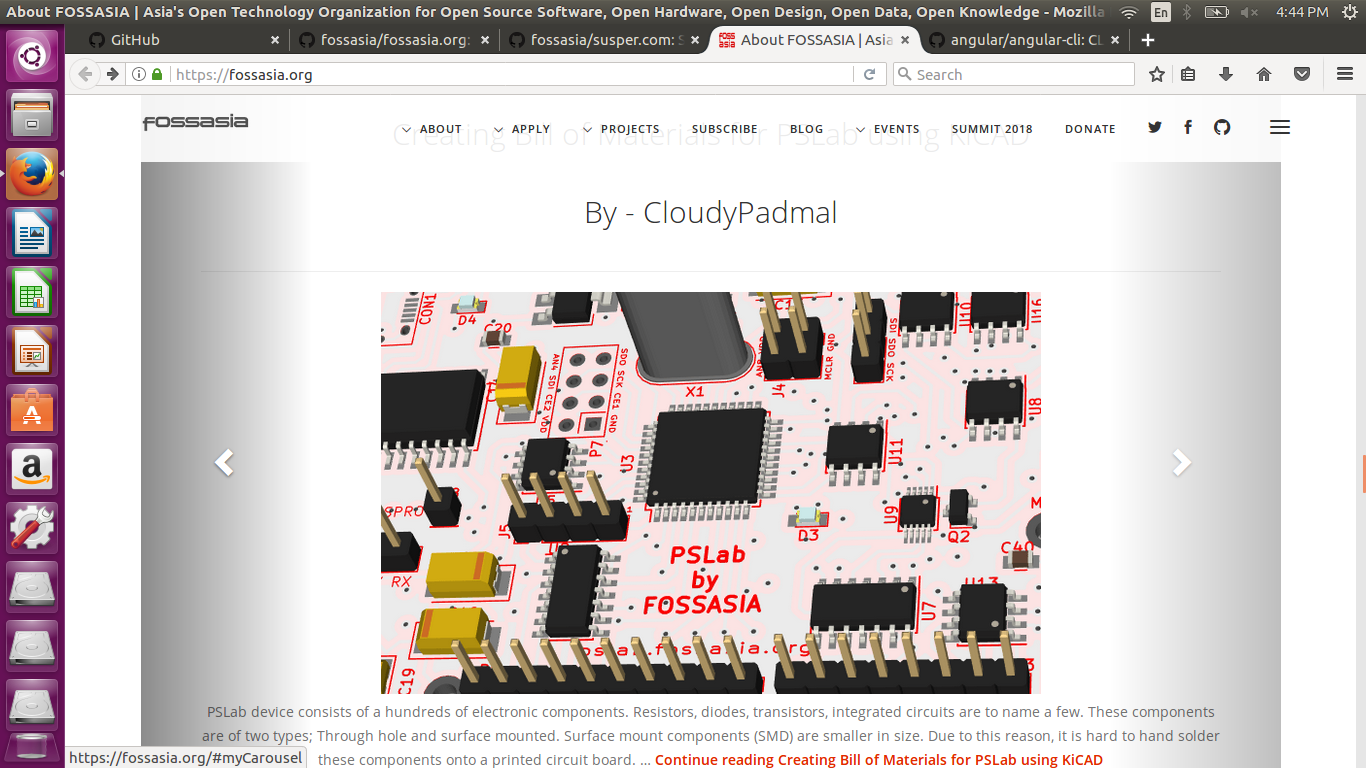 About FOSSASIA | Asia's Open Technology Organization for Open Source Software, Open Hardware, Open Design, Open Data, Open Knowledge - Mozilla
En
4:44 PM
GitHub
fossasia/fossasia.org:
fossasia/susper.com: S
About FOSSASIA | Asia
angular/angular-cli: CL
https://fossasia.org
Search
fossasia
ABOUT
APPLY
PROJECTS
SUBSCRIBE
BLOG
EVENTS
SUMMIT 2018
DONATE
Creating Bill of Materials for PSLab using KiCAD
By - CloudyPadmal
CON1
D4
C20
X1
AN4 SDI CE2 VDD
SDO SCK CE1 GND
P7
U3
J4
MCLR GND
SDI SDO SCK
U10
U16
U8
U11
U9
Q2
D3
C40
J5
RX
PSLab
by
FOSSASIA
U7
U13
C19
PSLab device consists of a hundreds of electronic components. Resistors, diodes, transistors, integrated circuits are to name a few. These components
are of two types; Through hole and surface mounted. Surface mount components (SMD) are smaller in size. Due to this reason, it is hard to hand solder
these components onto a printed circuit board. ... Continue reading Creating Bill of Materials for PSLab using KiCAD
https://fossasia.org/#myCarousel